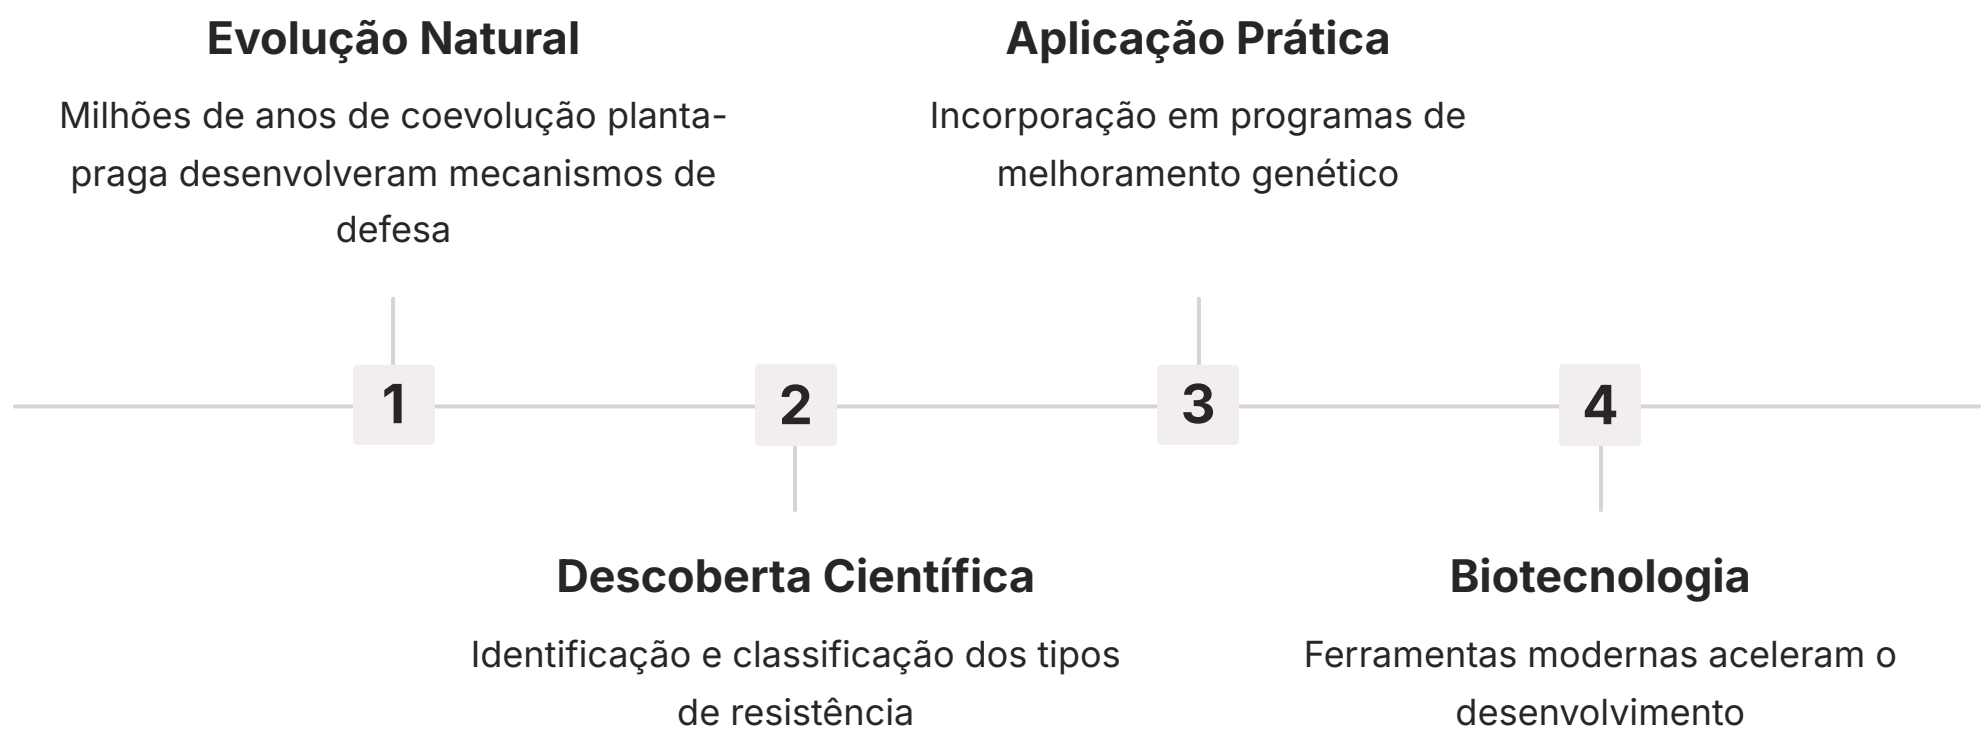 Evolução Natural
Milhões de anos de coevolução planta-
praga desenvolveram mecanismos de
defesa
Aplicação Prática
Incorporação em programas de
melhoramento genético
1
2
3
4
Descoberta Científica
Identificação e classificação dos tipos
de resistência
Biotecnologia
Ferramentas modernas aceleram o
desenvolvimento